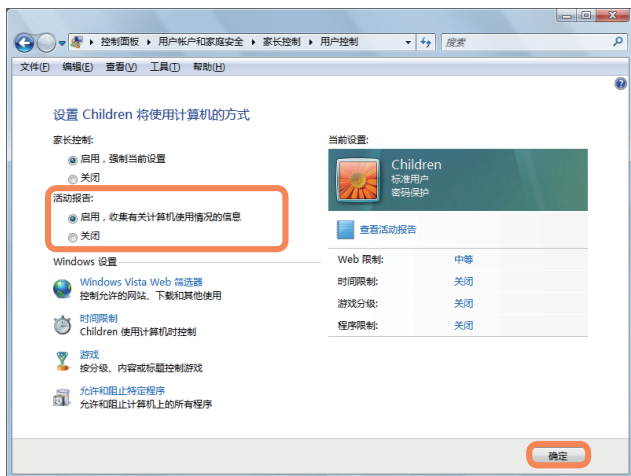 控制面板 ▸ 用户帐户和家庭安全 ▸ 家长控制 ▸ 用户控制
搜索
文件(F) 编辑(E) 查看(V) 工具(T) 帮助(H)
设置 Children 将使用计算机的方式
家长控制:
启用，强制当前设置
关闭
活动报告:
启用，收集有关计算机使用情况的信息
关闭
Windows 设置
Windows Vista Web 筛选器
控制允许的网站、下载和其他使用
时间限制
Children 使用计算机时控制
游戏
按分级、内容或标题控制游戏
允许和阻止特定程序
允许和阻止计算机上的所有程序
当前设置:
Children
标准用户
密码保护
查看活动报告
Web 限制: 中等
时间限制: 关闭
游戏分级: 关闭
程序限制: 关闭
确定